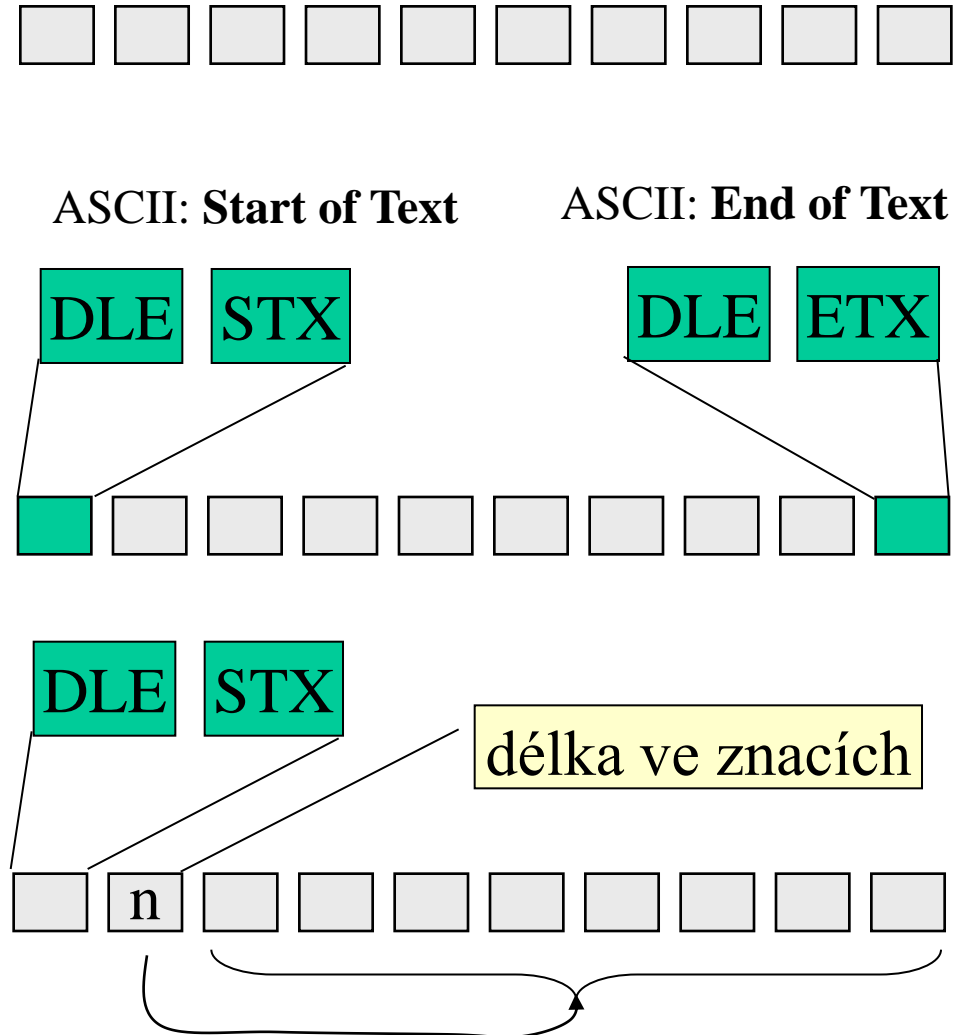 ASCII: Start of Text ASCII: End of Text
DLE STX DLE ETX
DLE STX
délka ve znacích
n